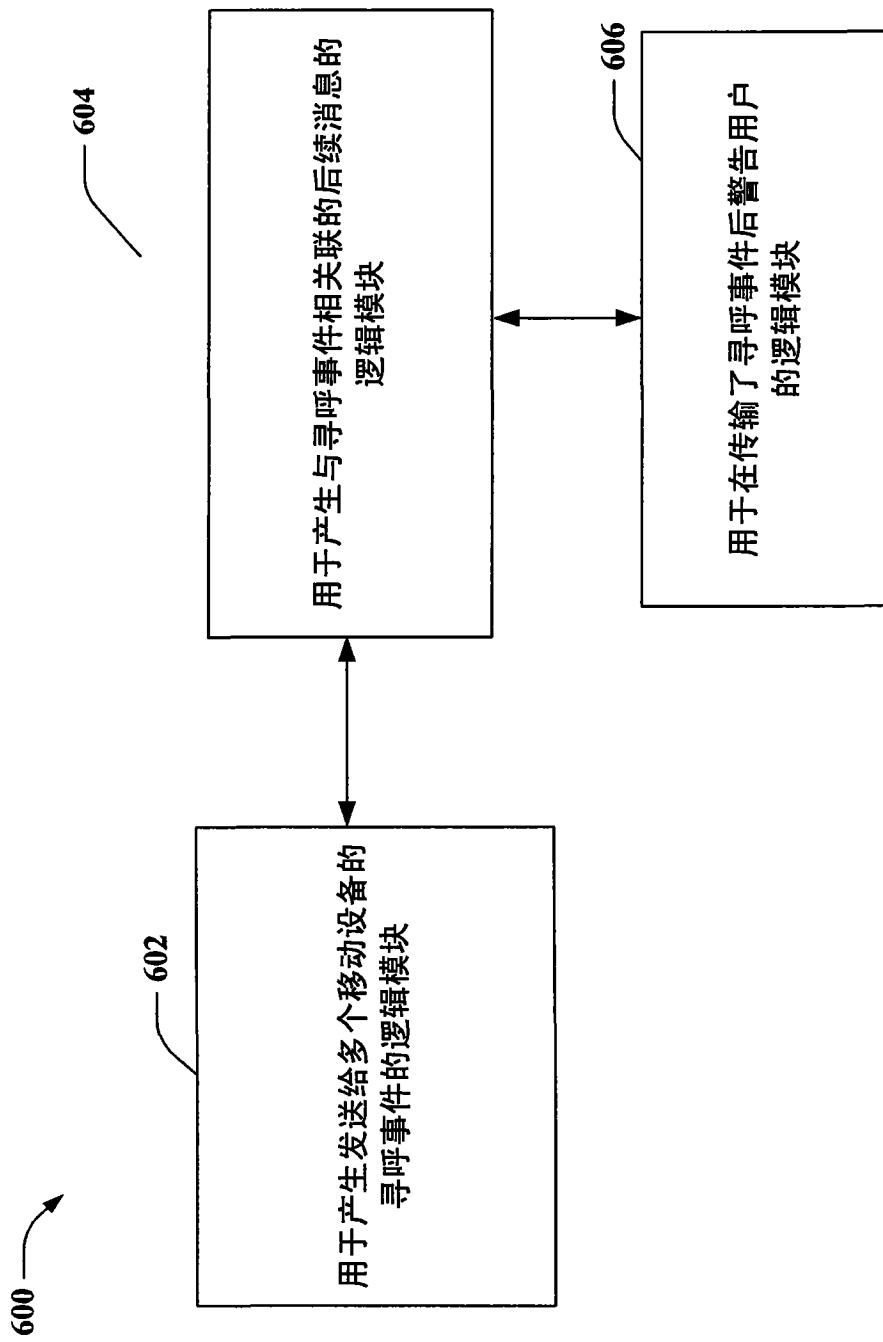 600
602
用于产生发送给多个移动设备的
寻呼事件的逻辑模块
604
用于产生与寻呼事件相关联的后续消息的
逻辑模块
606
用于在传输了寻呼事件后警告用户
的逻辑模块